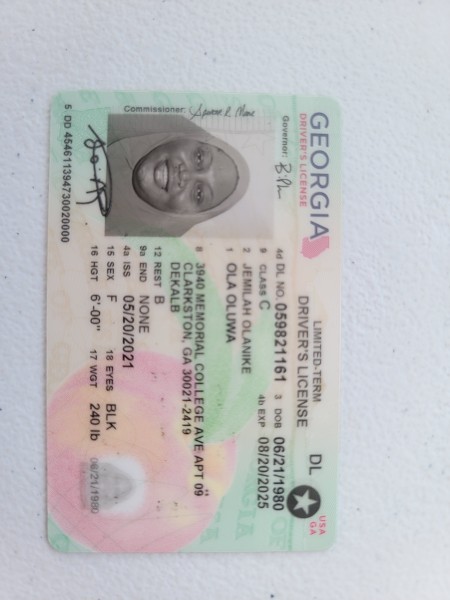 GEORGIA
DRIVER'S LICENSE
USA
GA
LIMITED-TERM
DRIVER'S LICENSE
DL
Governor:
Commissioner:
4d DL NO. 059821161 3 DOB 06/21/1980
9 CLASS C 4b EXP 08/20/2025
2 JEMILAH OLANIKE
1 OLA OLUWA
8 3940 MEMORIAL COLLEGE AVE APT 09
CLARKSTON, GA 30021-2419
DEKALB
12 REST B
9a END NONE
4a ISS 05/20/2021
15 SEX F 18 EYES BLK
16 HGT 6'-00" 17 WGT 240 lb
06/21/1980
5 DD 454611394730020000